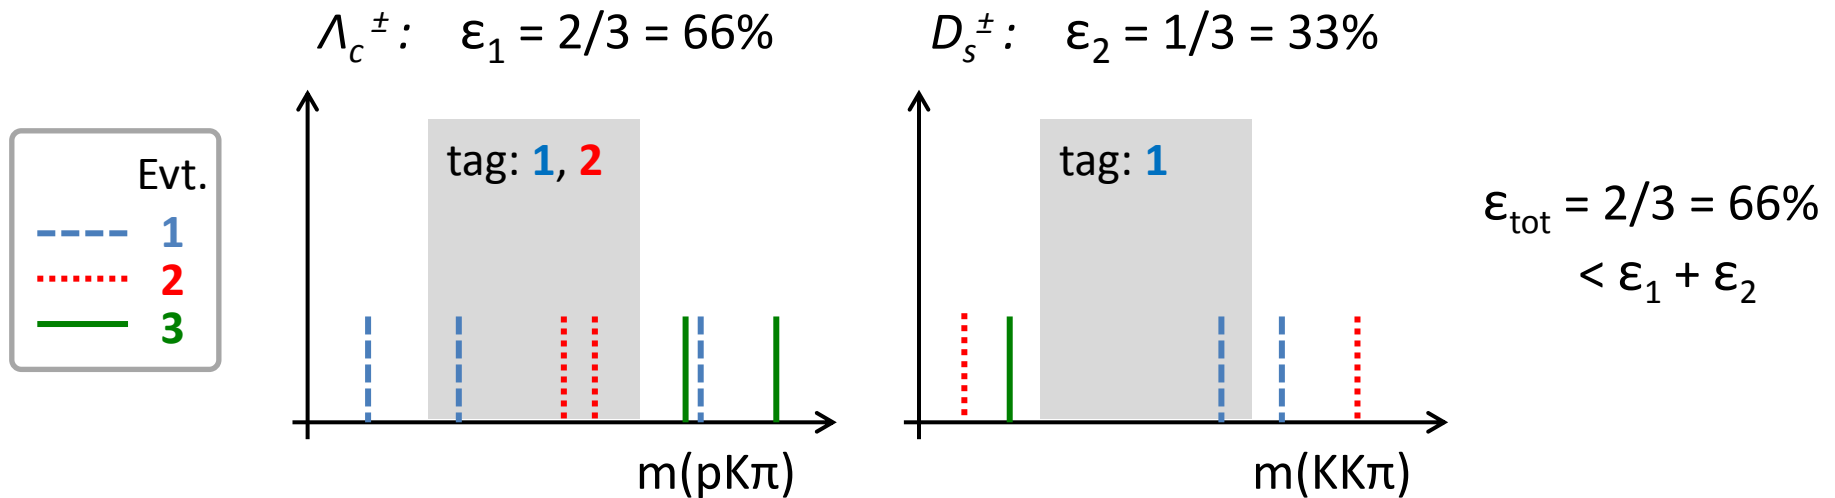 Λc±: ε1 = 2/3 = 66%
Ds±: ε2 = 1/3 = 33%
Evt.
1
2
3
tag: 1, 2
m(pKπ)
tag: 1
m(KKπ)
εtot = 2/3 = 66%
< ε1 + ε2